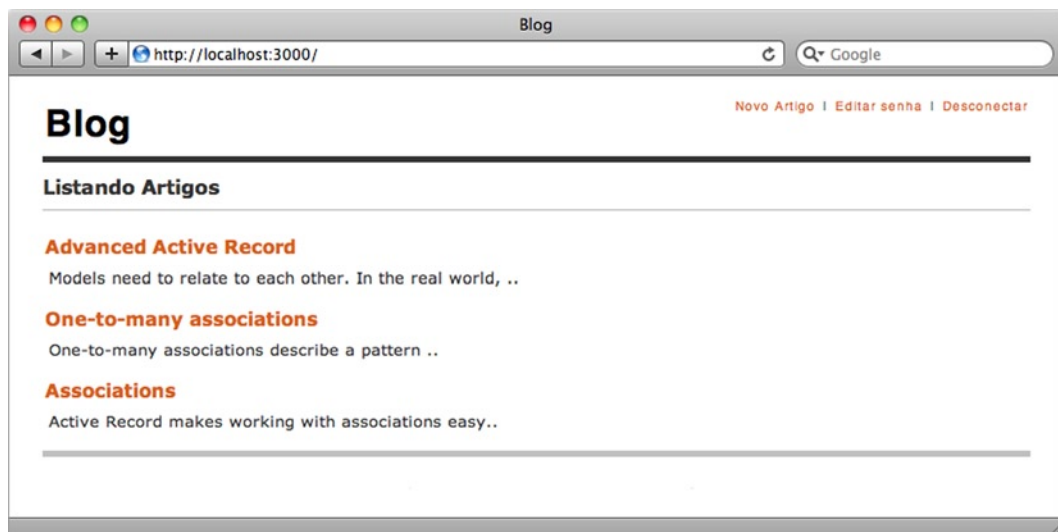 Blog
http://localhost:3000/
Google
Novo Artigo | Editar senha | Desconectar
Blog
Listando Artigos
Advanced Active Record
Models need to relate to each other. In the real world, ..
One-to-many associations
One-to-many associations describe a pattern ..
Associations
Active Record makes working with associations easy..